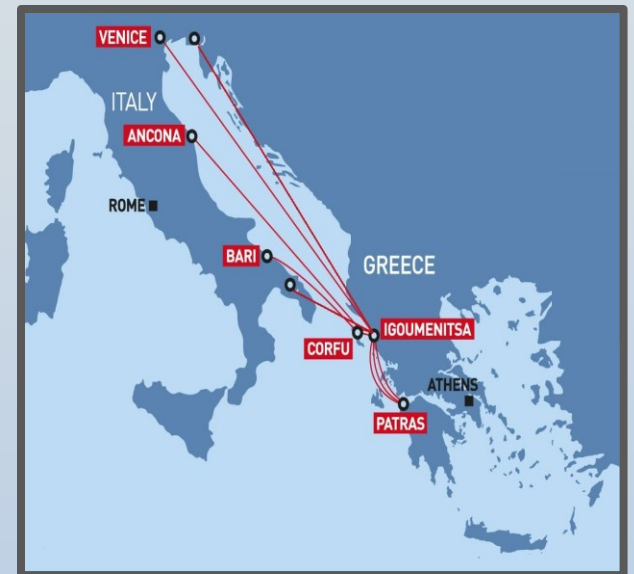 VENICE
ITALY
ANCONA
ROME
BARI
GREECE
IGOUMENITSA
CORFU
ATHENS
PATRAS